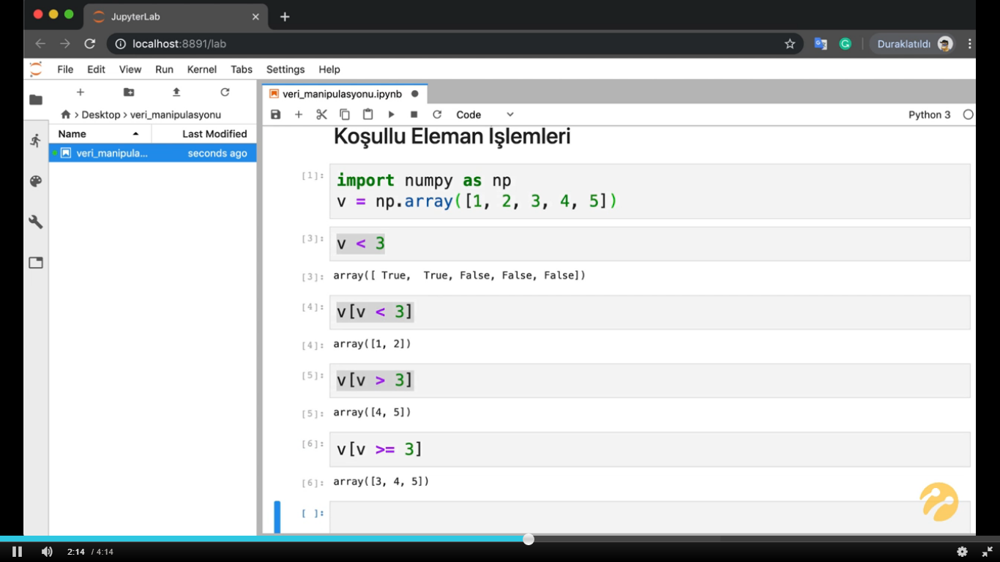 JupyterLab
localhost:8891/lab
Duraklatıldı
File Edit View Run Kernel Tabs Settings Help
veri_manipulasyonu.ipynb
Desktop > veri_manipulasyonu
Code
Python 3
Name Last Modified
veri_manipula... seconds ago
Koşullu Eleman İşlemleri
[1]: import numpy as np
v = np.array([1, 2, 3, 4, 5])
[3]: v < 3
[3]: array([ True,  True, False, False, False])
[4]: v[v < 3]
[4]: array([1, 2])
[5]: v[v > 3]
[5]: array([4, 5])
[6]: v[v >= 3]
[6]: array([3, 4, 5])
[ ]:
2:14 / 4:14